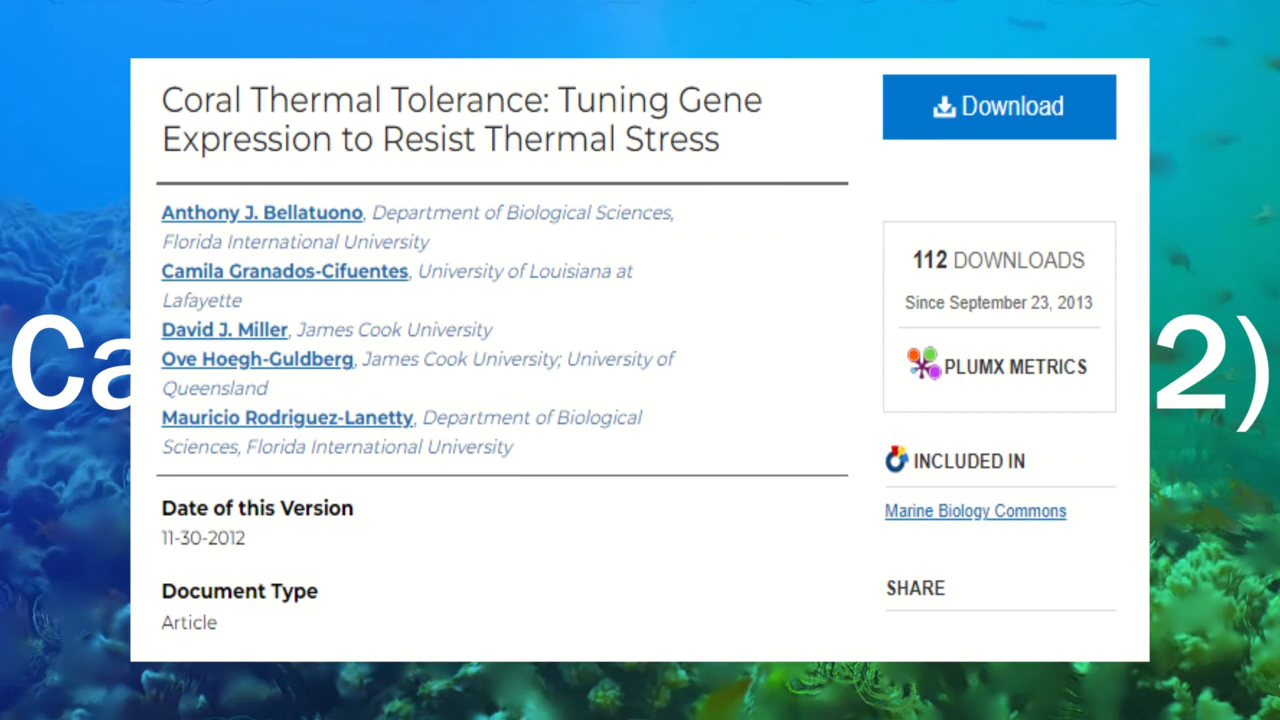 Coral Thermal Tolerance: Tuning Gene
Expression to Resist Thermal Stress
Anthony J. Bellatuono, Department of Biological Sciences,
Florida International University
Camila Granados-Cifuentes, University of Louisiana at
Lafayette
David J. Miller, James Cook University
Ove Hoegh-Guldberg, James Cook University; University of
Queensland
Mauricio Rodriguez-Lanetty, Department of Biological
Sciences, Florida International University
Date of this Version
11-30-2012
Document Type
Article
Download
112 DOWNLOADS
Since September 23, 2013
PLUMX METRICS
INCLUDED IN
Marine Biology Commons
SHARE
2)